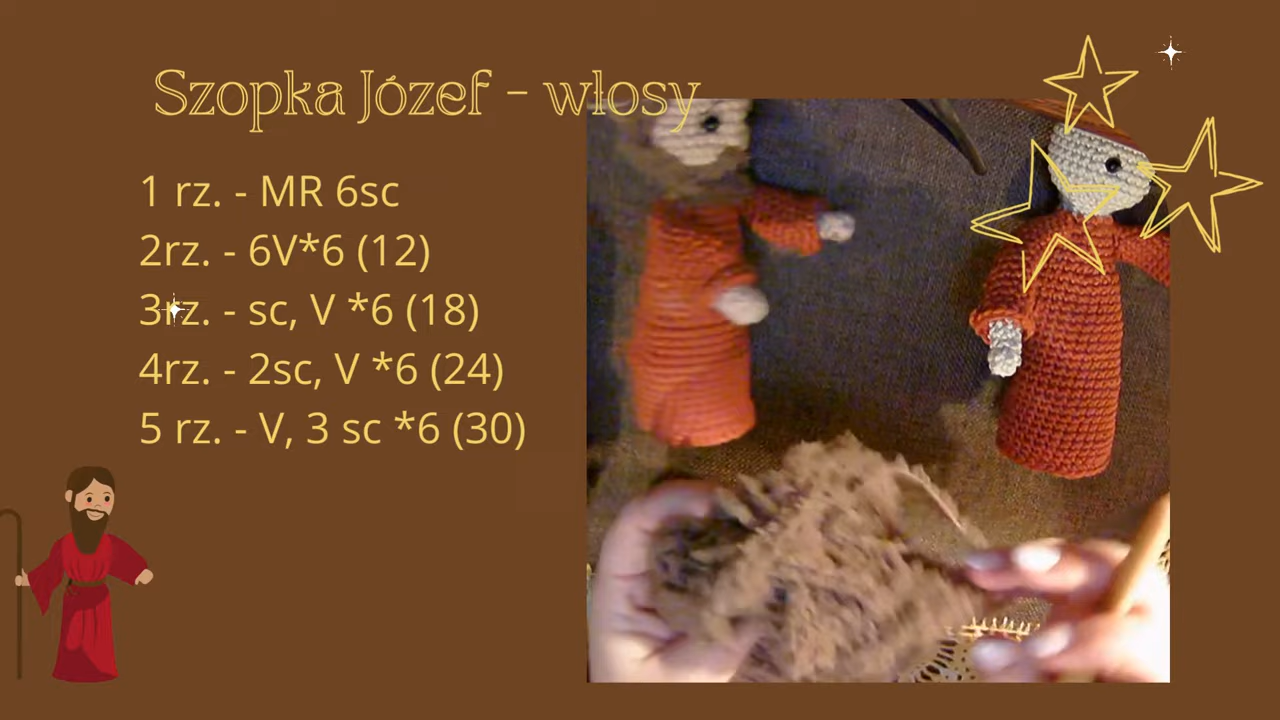 Szopka Józef - włosy
1 rz. - MR 6sc
2rz. - 6V*6 (12)
3rz. - sc, V *6 (18)
4rz. - 2sc, V *6 (24)
5 rz. - V, 3 sc *6 (30)